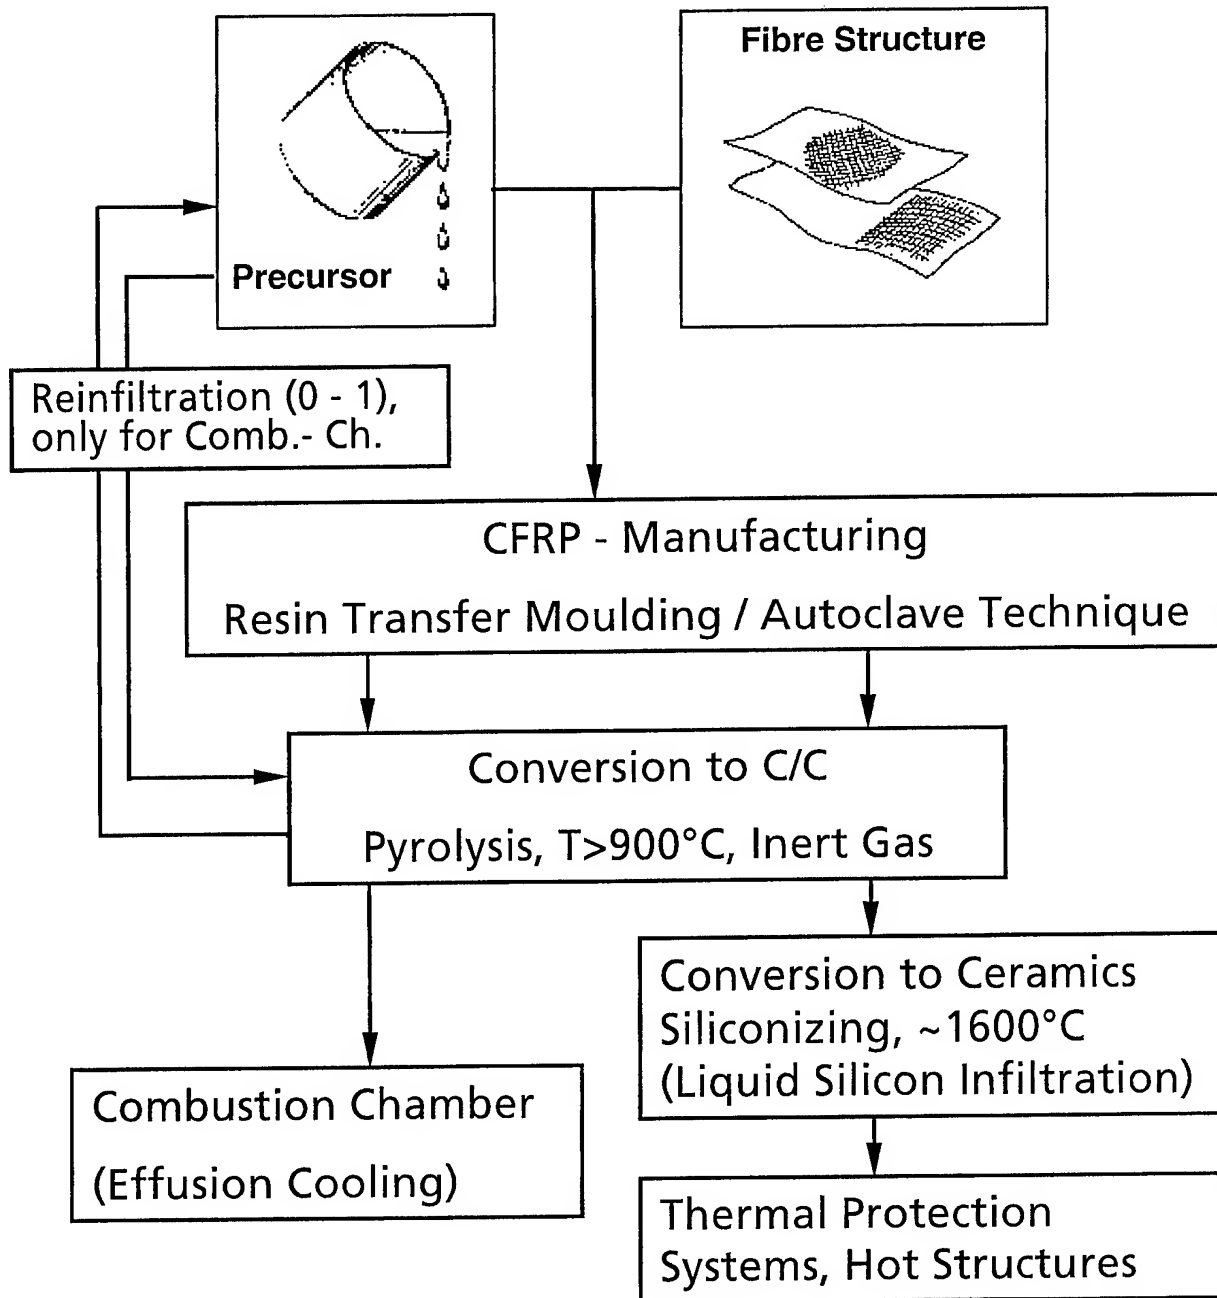 Fibre Structure
Precursor
Reinfiltration (0 - 1),
only for Comb.- Ch.
CFRP - Manufacturing
Resin Transfer Moulding / Autoclave Technique
Conversion to C/C
Pyrolysis, T>900°C, Inert Gas
Conversion to Ceramics
Siliconizing, ~1600°C
(Liquid Silicon Infiltration)
Combustion Chamber
(Effusion Cooling)
Thermal Protection
Systems, Hot Structures